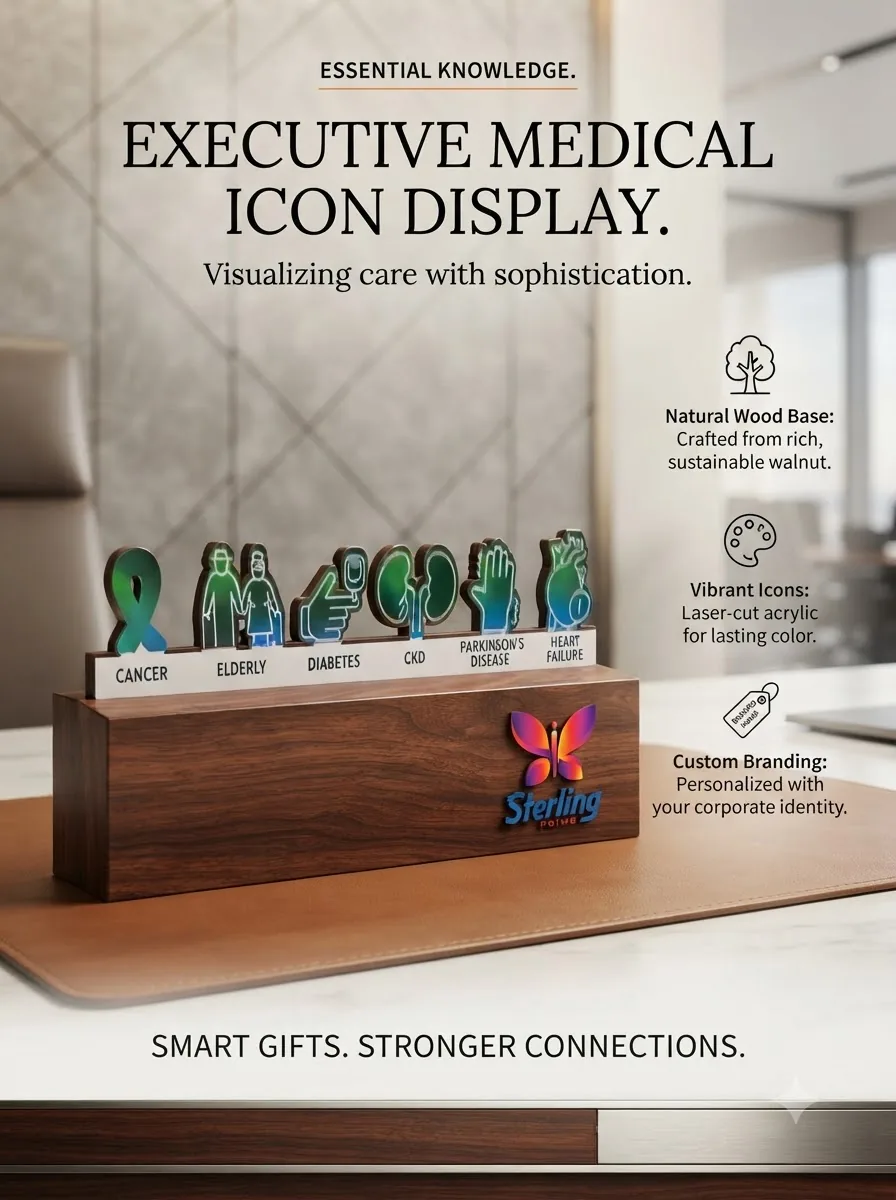 ESSENTIAL KNOWLEDGE.
EXECUTIVE MEDICAL
ICON DISPLAY.
Visualizing care with sophistication.
Natural Wood Base:
Crafted from rich,
sustainable walnut.
Vibrant Icons:
Laser-cut acrylic
for lasting color.
BRANDED
Custom Branding:
Personalized with
your corporate identity.
CANCER
ELDERLY
DIABETES
CKD
PARKINSON'S
DISEASE
HEART
FAILURE
Sterling
SMART GIFTS. STRONGER CONNECTIONS.